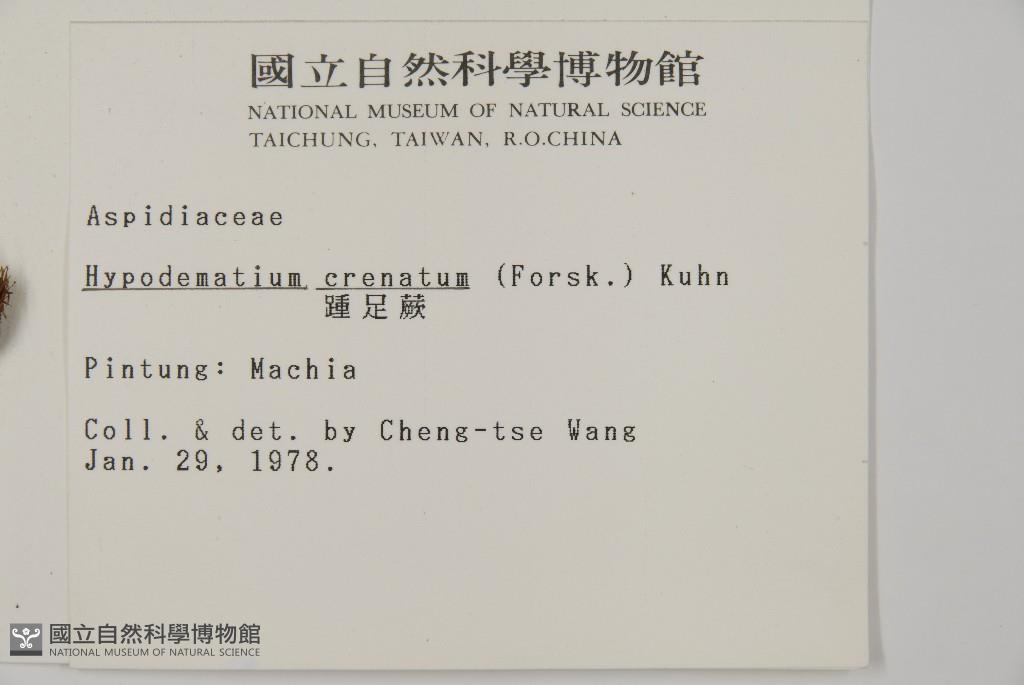 國立自然科學博物館
NATIONAL MUSEUM OF NATURAL SCIENCE
TAICHUNG, TAIWAN, R.O.CHINA
Aspidiaceae
Hypodematium crenatum (Forsk.) Kuhn
踵足蕨
Pintung: Machia
Coll. & det. by Cheng-tse Wang
Jan. 29, 1978.
國立自然科學博物館
NATIONAL MUSEUM OF NATURAL SCIENCE